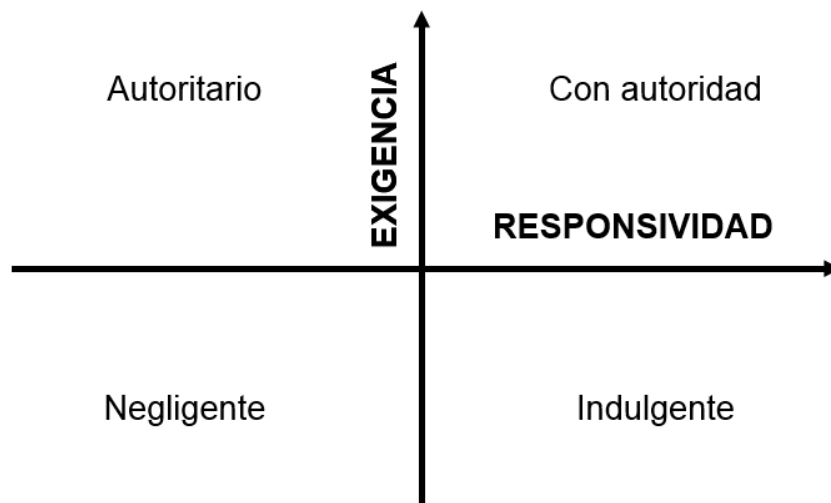 Autoritario
Con autoridad
EXIGENCIA
RESPONSIVIDAD
Negligente
Indulgente